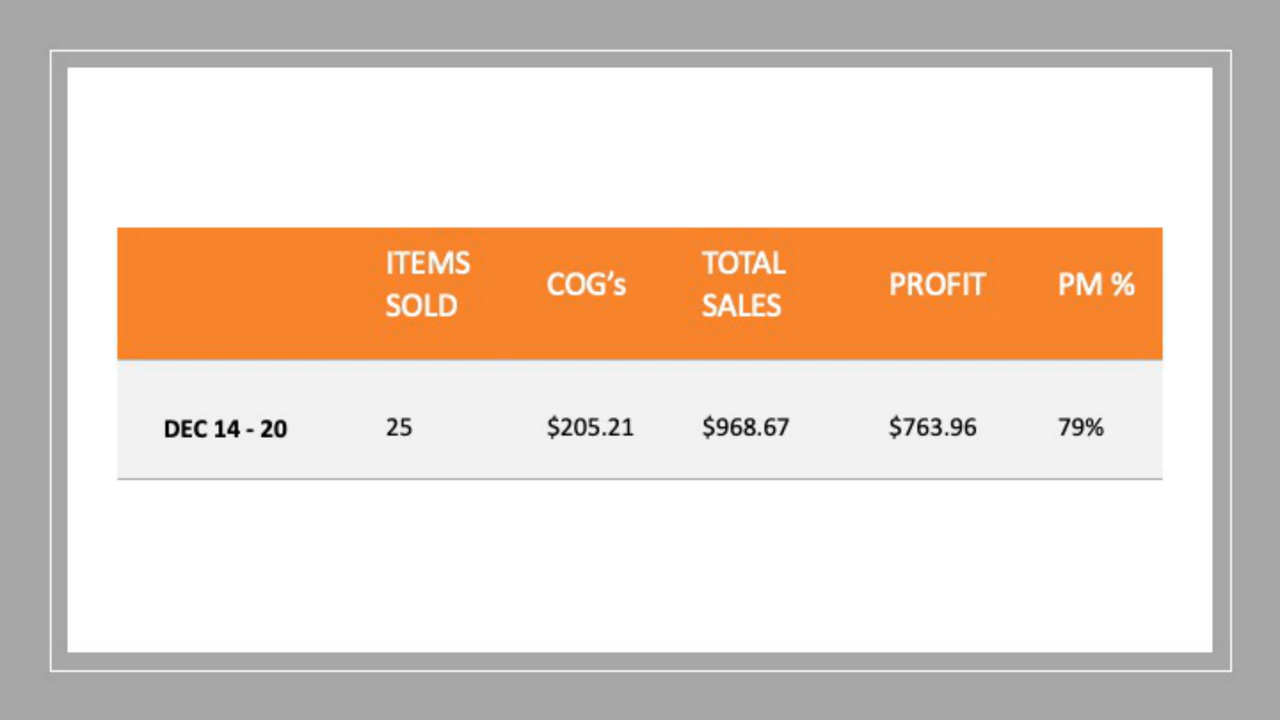 ITEMS SOLD COG’s TOTAL SALES PROFIT PM %
DEC 14 - 20 25 $205.21 $968.67 $763.96 79%